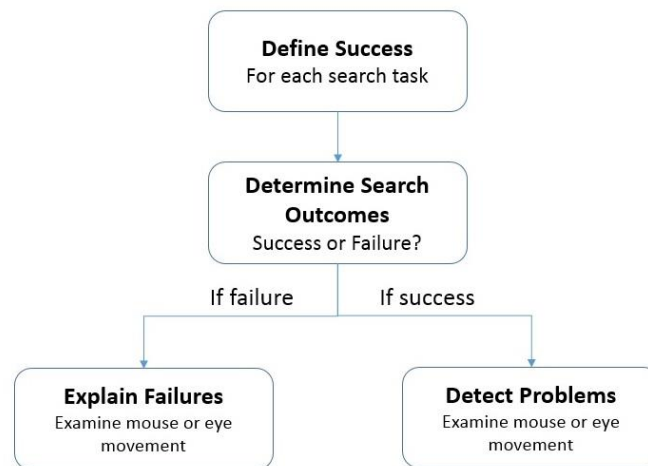 Define Success
For each search task
Determine Search
Outcomes
Success or Failure?
If failure
If success
Explain Failures
Examine mouse or eye
movement
Detect Problems
Examine mouse or eye
movement